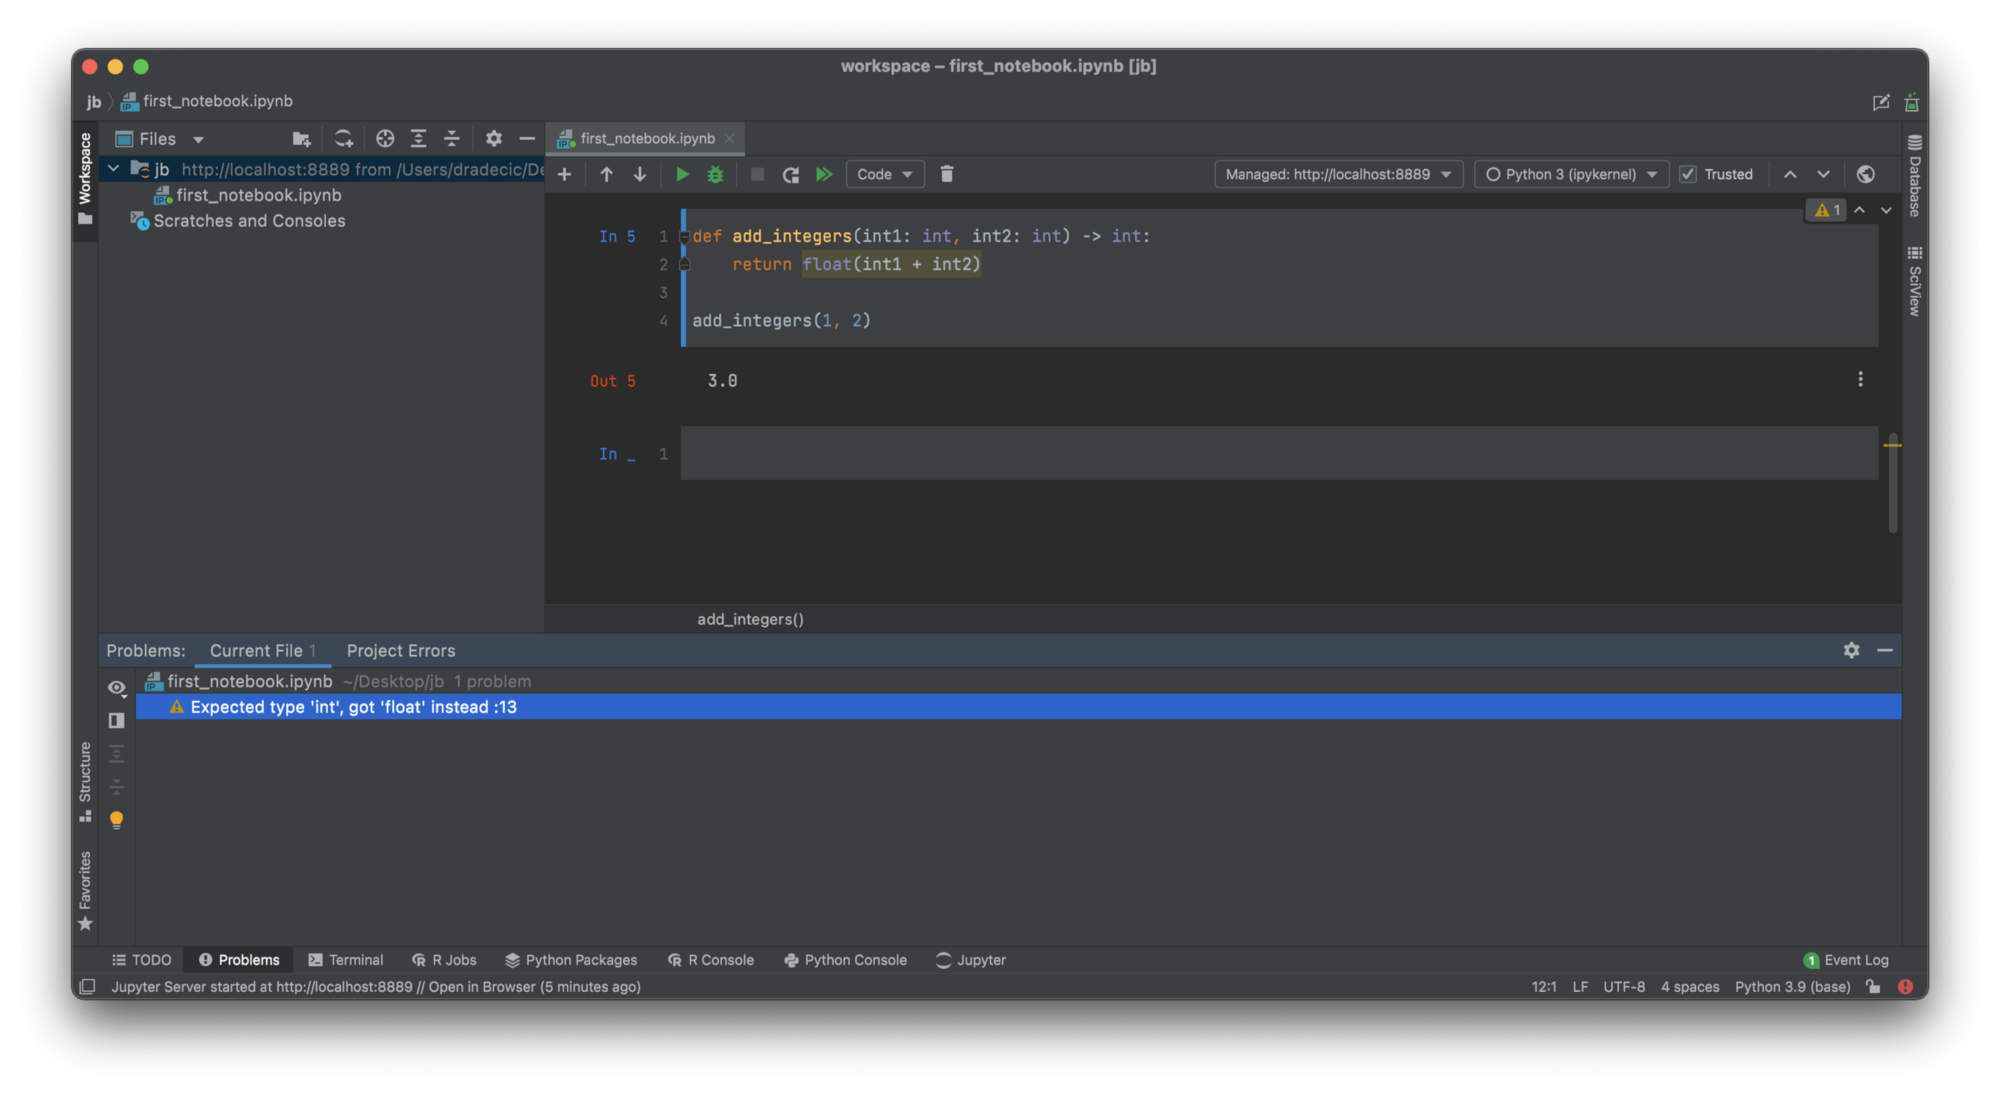 workspace – first_notebook.ipynb [jb]
jb
first_notebook.ipynb
Files
first_notebook.ipynb
Workspace
jb http://localhost:8889 from /Users/dradecic/De
first_notebook.ipynb
Scratches and Consoles
Code
Managed: http://localhost:8889
Python 3 (ipykernel)
Trusted
Database
SciView
1
In 5
1 def add_integers(int1: int, int2: int) -> int:
2 return float(int1 + int2)
3
4 add_integers(1, 2)
Out 5
3.0
In _
1
add_integers()
Problems: Current File 1 Project Errors
first_notebook.ipynb ~/Desktop/jb 1 problem
Expected type 'int', got 'float' instead :13
Structure
Favorites
TODO Problems Terminal R Jobs Python Packages R Console Python Console Jupyter
1 Event Log
Jupyter Server started at http://localhost:8889 // Open in Browser (5 minutes ago)
12:1 LF UTF-8 4 spaces Python 3.9 (base)